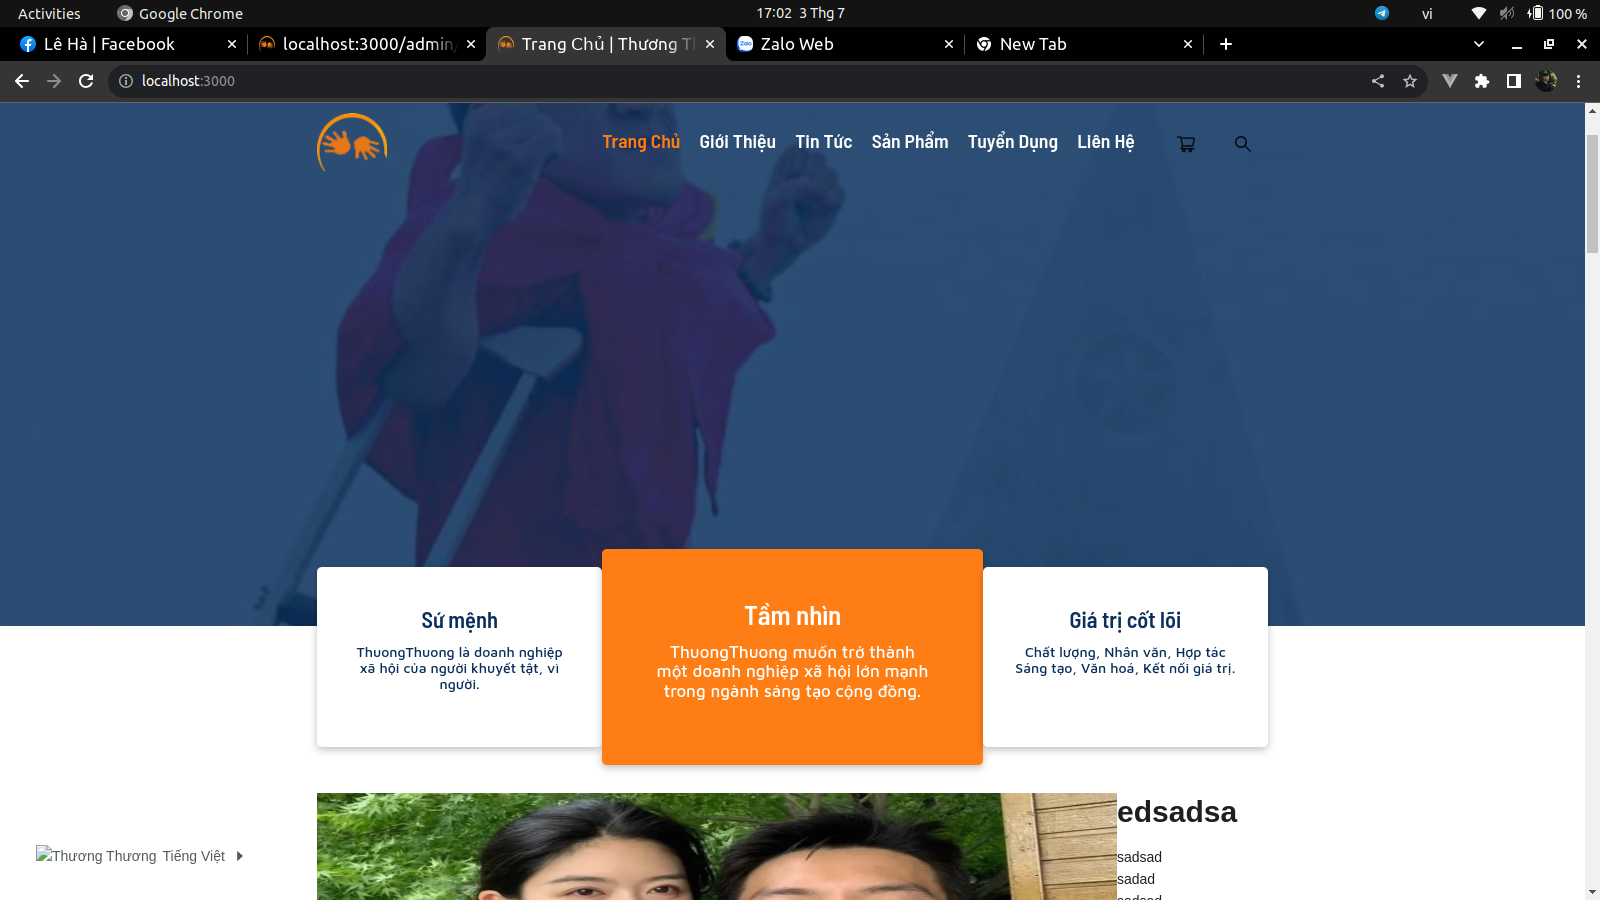 Activities
Google Chrome
17:02 3 Thg 7
vi
100 %
Lê Hà | Facebook
localhost:3000/admin/
Trang Chủ | Thương Th
Zalo Web
New Tab
localhost:3000
Trang Chủ
Giới Thiệu
Tin Tức
Sản Phẩm
Tuyển Dụng
Liên Hệ
Sứ mệnh
ThuongThuong là doanh nghiệp
xã hội của người khuyết tật, vì
người.
Tầm nhìn
ThuongThuong muốn trở thành
một doanh nghiệp xã hội lớn mạnh
trong ngành sáng tạo cộng đồng.
Giá trị cốt lõi
Chất lượng, Nhân văn, Hợp tác
Sáng tạo, Văn hoá, Kết nối giá trị.
edsadsa
sadsad
sadad
Thương Thương Tiếng Việt